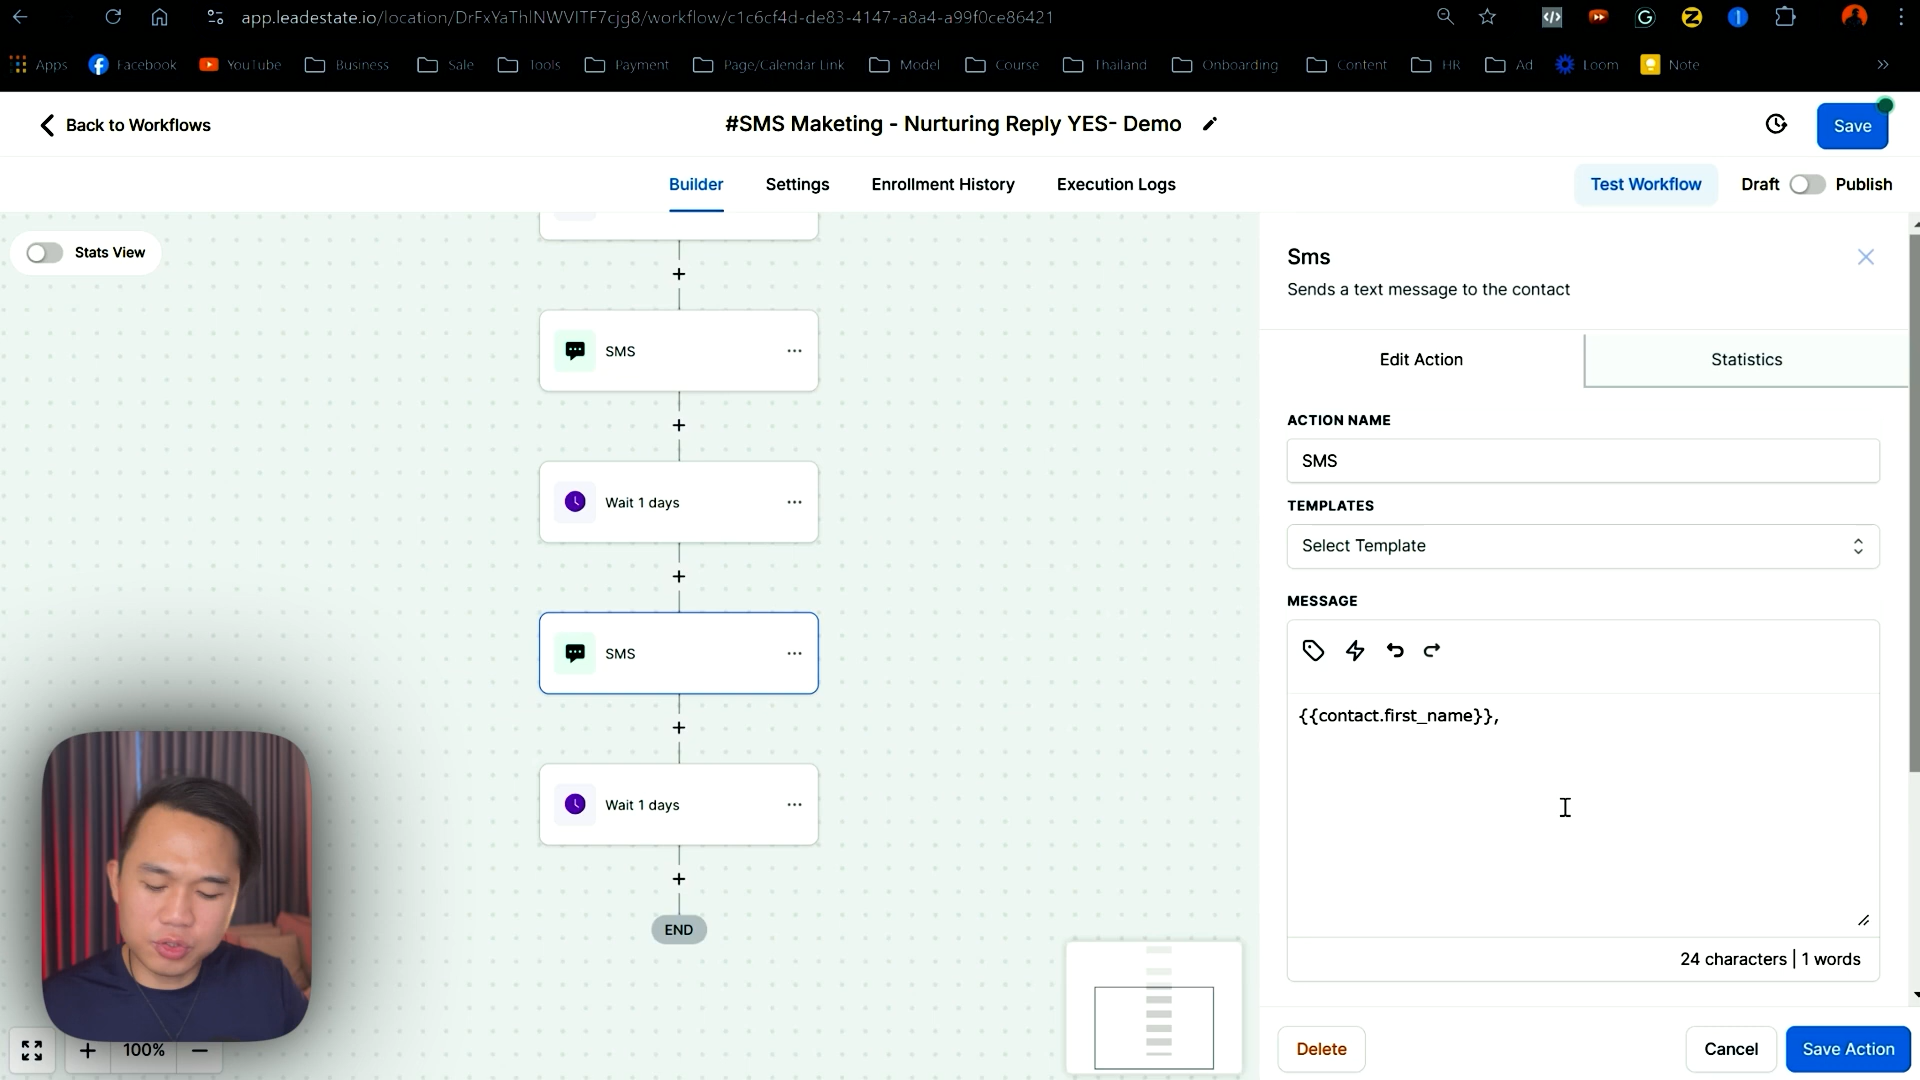 app.leadestate.io/location/DrFxYaThlNWVITF7cjg8/workflow/c1c6cf4d-de83-4147-a8a4-a99f0ce86421
Apps
Facebook
YouTube
Business
Sale
Tools
Payment
Page/Calendar Link
Model
Course
Thailand
Onboarding
Content
HR
Ad
Loom
Note
Back to Workflows
#SMS Maketing - Nurturing Reply YES- Demo
Save
Builder
Settings
Enrollment History
Execution Logs
Test Workflow
Draft
Publish
Stats View
SMS
Wait 1 days
SMS
Wait 1 days
END
100%
Sms
Sends a text message to the contact
Edit Action
Statistics
ACTION NAME
SMS
TEMPLATES
Select Template
MESSAGE
{{contact.first_name}},
24 characters | 1 words
Delete
Cancel
Save Action